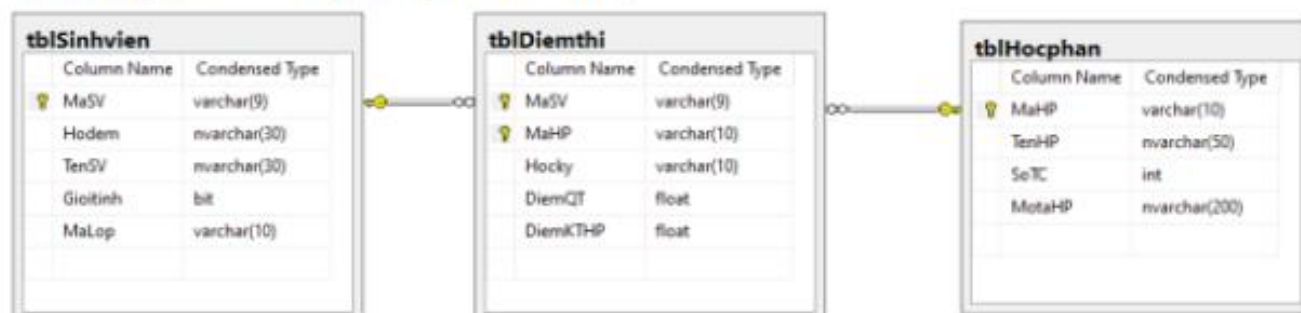 tblSinhvien
Column Name Condensed Type
MaSV varchar(9)
Hodem nvarchar(30)
TenSV nvarchar(30)
Gioitinh bit
MaLop varchar(10)
tblDiemthi
Column Name Condensed Type
MaSV varchar(9)
MaHP varchar(10)
Hocky varchar(10)
DiemQT float
DiemKTHP float
tblHocphan
Column Name Condensed Type
MaHP varchar(10)
TenHP nvarchar(50)
SoTC int
MotaHP nvarchar(200)